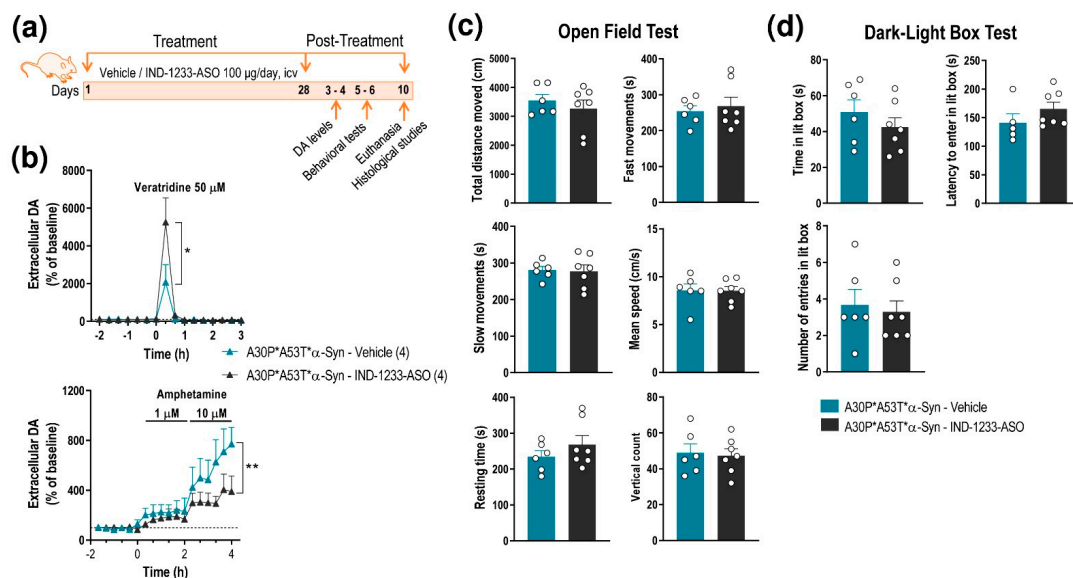 (a)
Treatment
Post-Treatment
Vehicle / IND-1233-ASO 100 µg/day, icv
Days 1 28 3 - 4 5 - 6 10
DA levels
Behavioral tests
Euthanasia
Histological studies
(b)
Veratridine 50 µM
Extracellular DA
(% of baseline)
8000
6000
4000
2000
0
*
-2 -1 0 1 2 3
Time (h)
A30P*A53T*α-Syn - Vehicle (4)
A30P*A53T*α-Syn - IND-1233-ASO (4)
Amphetamine
1 µM 10 µM
Extracellular DA
(% of baseline)
1200
800
400
0
**
-2 0 2 4
Time (h)
(c)
Open Field Test
Total distance moved (cm)
6000
5000
4000
3000
2000
1000
0
Fast movements (s)
400
300
200
100
0
Slow movements (s)
400
300
200
100
0
Mean speed (cm/s)
15
10
5
0
Resting time (s)
400
300
200
100
0
Vertical count
80
60
40
20
0
(d)
Dark-Light Box Test
Time in lit box (s)
100
80
60
40
20
0
Latency to enter in lit box (s)
250
200
150
100
50
0
Number of entries in lit box
8
6
4
2
0
A30P*A53T*α-Syn - Vehicle
A30P*A53T*α-Syn - IND-1233-ASO